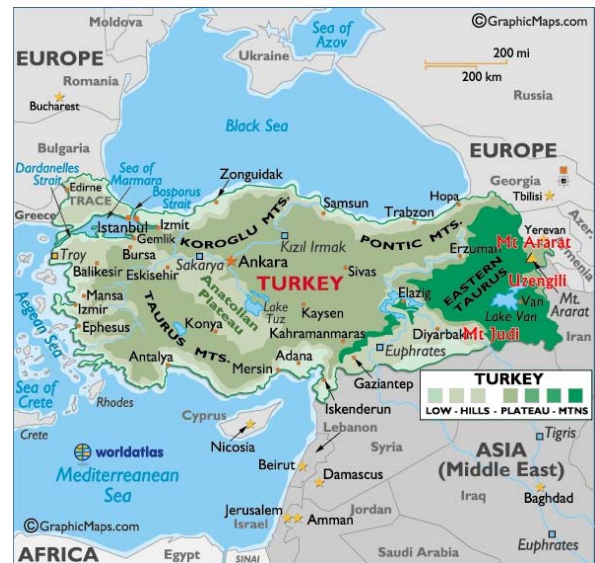 Moldova
Sea of
Azov
©GraphicMaps.com
EUROPE
Ukraine
200 mi
200 km
Romania
Bucharest
Russia
Black Sea
Bulgaria
EUROPE
Dardanelles
Strait
Sea of
Marmara
Bosporus
Strait
Zonguidak
Georgia
Tbilisi
Edirne
TRACE
Greece
Istanbul
Izmit
Gemlik
Bursa
KOROGLU MTS.
Samsun
Trabzon
Hopa
PONTIC MTS.
Yerevan
Azer.
Armenia
Mt Ararat
Troy
Balikesir
Eskisehir
Sakarya
Ankara
Kızıl Irmak
Erzuman
TURKEY
Sivas
Uzengili
Aegean Sea
Mansa
Izmir
Ephesus
Anatolian
Plateau
Lake
Tuz
Kaysen
Elazig
EASTERN
TAURUS
Van
Lake Van
Mt.
Ararat
Iran
TAURUS MTS.
Konya
Kahramanmaras
Diyarbak
Mt Judi
Euphrates
Antalya
Mersin
Adana
Gaziantep
Iskenderun
Sea of
Crete
Rhodes
Crete
TURKEY
LOW - HILLS - PLATEAU - MTNS
Cyprus
Nicosia
Lebanon
Syria
Tigris
worldatlas
Mediterranean
Sea
Beirut
Damascus
ASIA
(Middle East)
Iraq
Baghdad
Jerusalem
Israel
Amman
Jordan
©GraphicMaps.com
Euphrates
AFRICA
Egypt
SINAI
Saudi Arabia